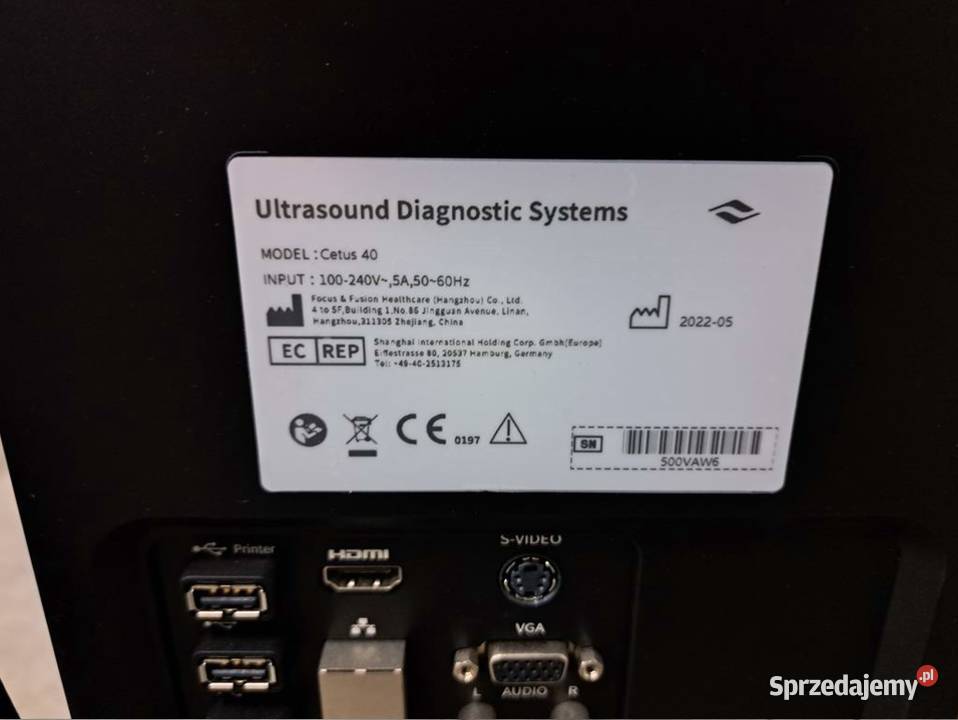 Ultrasound Diagnostic Systems
MODEL : Cetus 40
INPUT : 100-240V~,5A,50~60Hz
Focus & Fusion Healthcare (Hangzhou) Co., Ltd.
4 to 5F,Building 1,No.86 Jingguan Avenue, Linan,
Hangzhou,311305 Zhejiang, China
2022-05
EC REP
Shanghai International Holding Corp. GmbH(Europe)
Eiffestrasse 80, 20537 Hamburg, Germany
Tel: +49-40-2513175
CE 0197
SN
500VAW6
Printer
HDMI
S-VIDEO
VGA
L AUDIO R
Sprzedajemy.pl